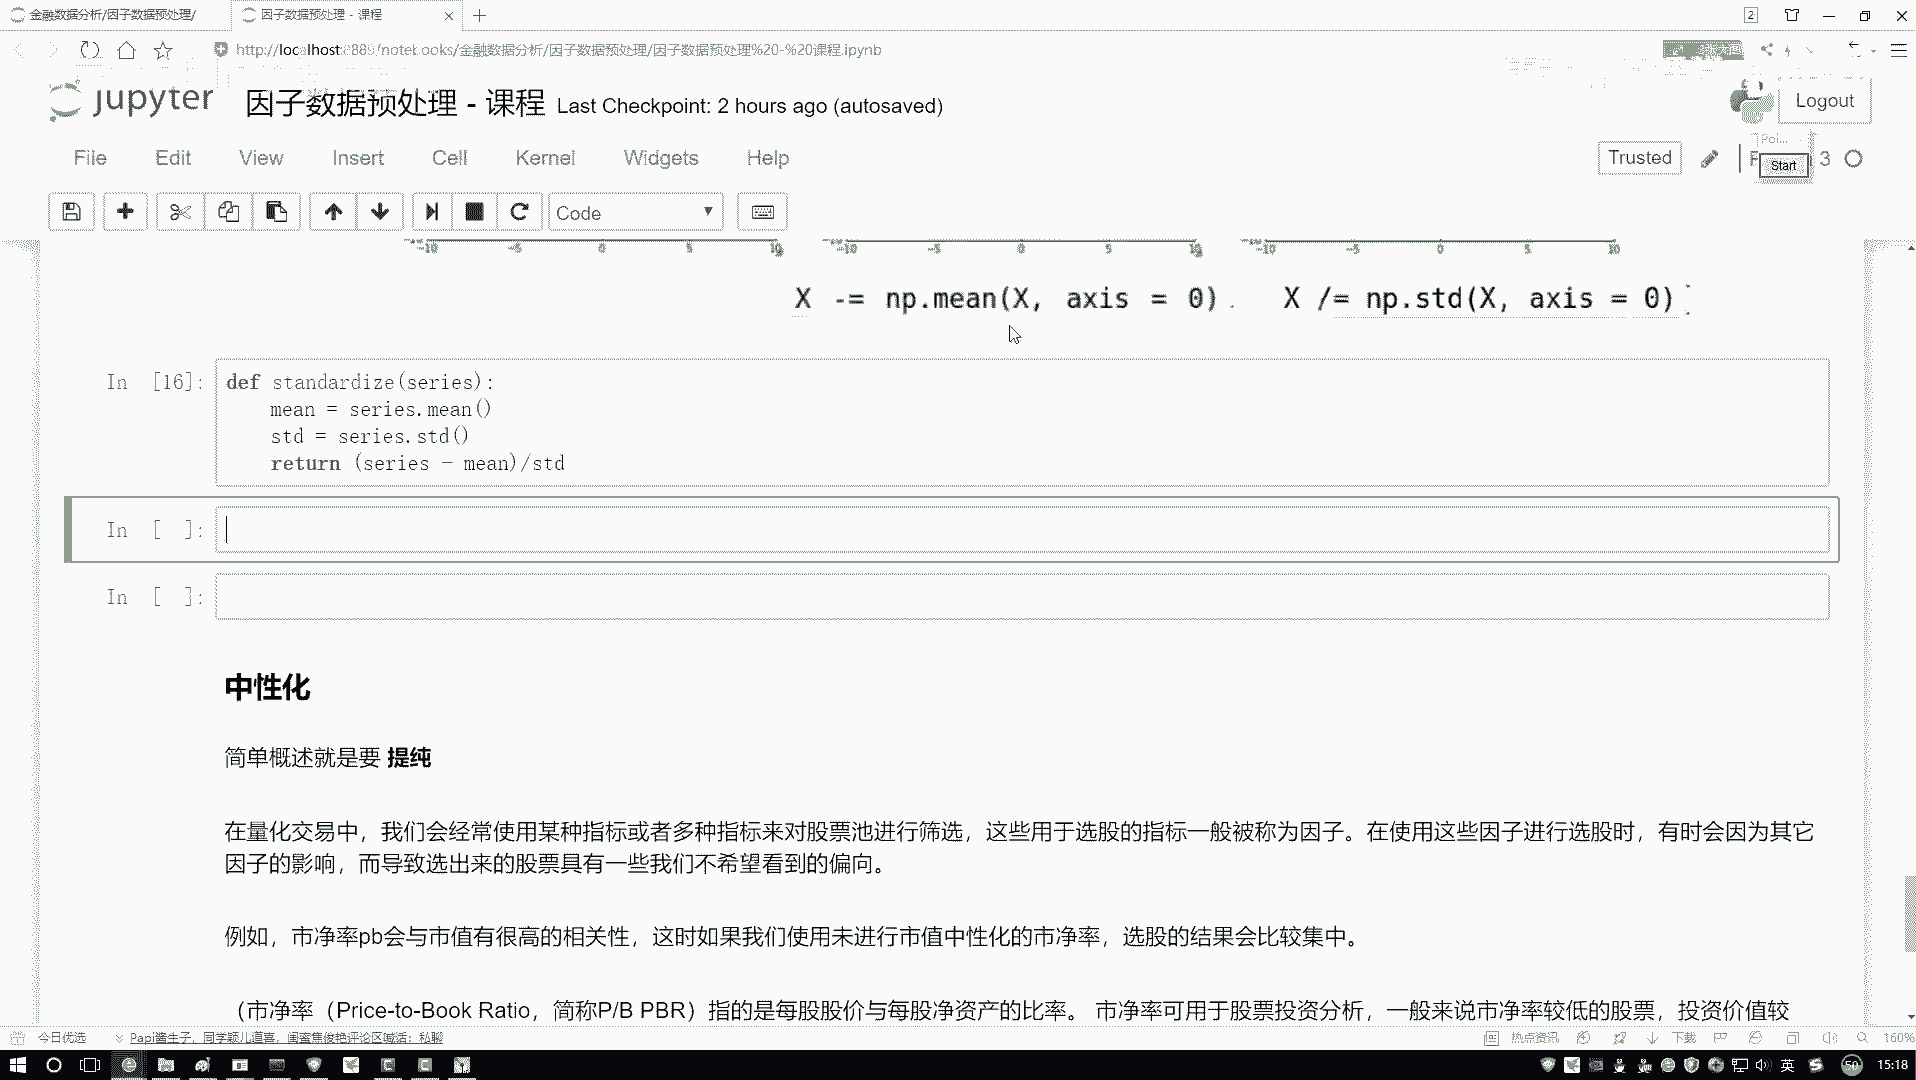 金融数据分析/因子数据预处理/
因子数据预处理 - 课程
2
http://localhost:8889/notebooks/金融数据分析/因子数据预处理/因子数据预处理%20-%20课程.ipynb
jupyter 因子数据预处理 - 课程 Last Checkpoint: 2 hours ago (autosaved)
Logout
File Edit View Insert Cell Kernel Widgets Help
Trusted
Poi...
Start
3
Code
-10 -5 0 5 10 -10 -5 0 5 10 -10 -5 0 5 10
X -= np.mean(X, axis = 0) X /= np.std(X, axis = 0)
In [16]:
def standardize(series):
mean = series.mean()
std = series.std()
return (series - mean)/std
In [ ]:
In [ ]:
中性化
简单概述就是要 提纯
在量化交易中，我们会经常使用某种指标或者多种指标来对股票池进行筛选，这些用于选股的指标一般被称为因子。在使用这些因子进行选股时，有时会因为其它
因子的影响，而导致选出来的股票具有一些我们不希望看到的偏向。
例如，市净率pb会与市值有很高的相关性，这时如果我们使用未进行市值中性化的市净率，选股的结果会比较集中。
（市净率（Price-to-Book Ratio，简称P/B PBR）指的是每股股价与每股净资产的比率。 市净率可用于股票投资分析，一般来说市净率较低的股票，投资价值较
今日优选
Papi酱生子，同学颖儿道喜，闺蜜焦俊艳评论区喊话：私聊
热点资讯
下载
160%
英
50
15:18